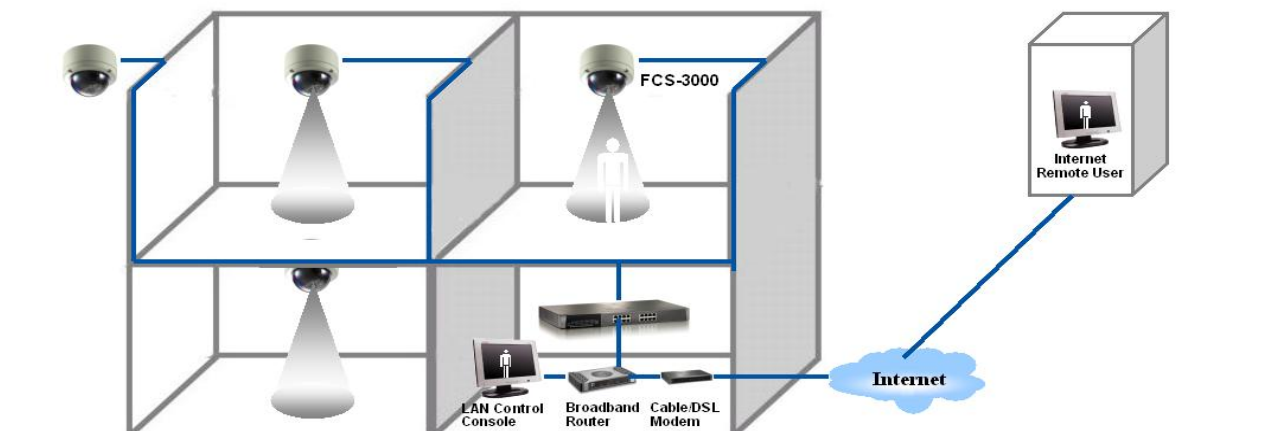 FCS-3000
Internet
Remote User
Internet
LAN Control
Console
Broadband
Router
Cable/DSL
Modem